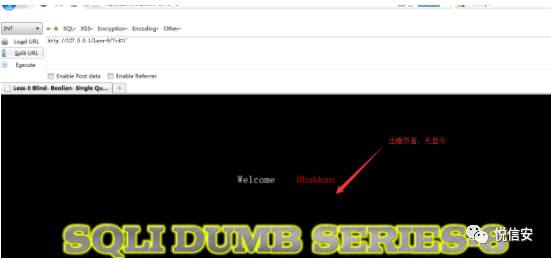 INT
SQL- XSS- Encryption- Encoding- Other-
Load URL
http://127.0.0.1/Less-8/?id=1'
Split URL
Execute
Enable Post data
Enable Referrer
Less-8 Blind- Boolian- Single Qu...
出错页面，无显示
Welcome Dhakkan
SQLI DUMB SERIES-8
悦信安